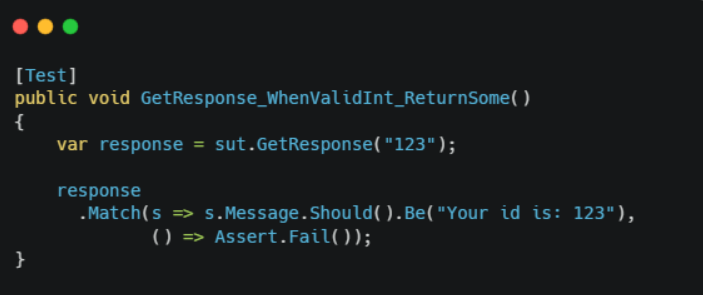 [Test]
public void GetResponse_WhenValidInt_ReturnSome()
{
    var response = sut.GetResponse("123");

    response
      .Match(s => s.Message.Should().Be("Your id is: 123"),
             () => Assert.Fail());
}